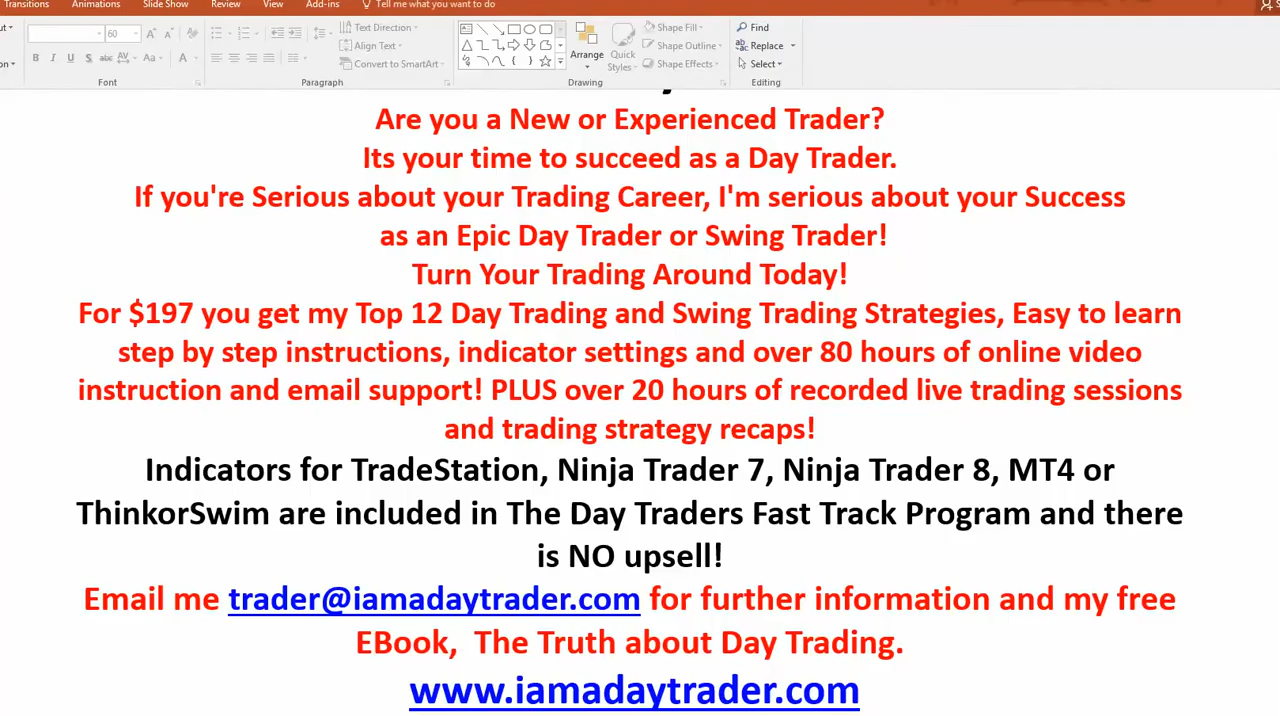 Transitions Animations Slide Show Review View Add-ins Tell me what you want to do
60 Text Direction Shape Fill Find
Align Text Arrange Quick Shape Outline Replace
B I U S abc AV Aa A Convert to SmartArt Styles Shape Effects Select
Font Paragraph Drawing Editing
Are you a New or Experienced Trader?
Its your time to succeed as a Day Trader.
If you're Serious about your Trading Career, I'm serious about your Success
as an Epic Day Trader or Swing Trader!
Turn Your Trading Around Today!
For $197 you get my Top 12 Day Trading and Swing Trading Strategies, Easy to learn
step by step instructions, indicator settings and over 80 hours of online video
instruction and email support! PLUS over 20 hours of recorded live trading sessions
and trading strategy recaps!
Indicators for TradeStation, Ninja Trader 7, Ninja Trader 8, MT4 or
ThinkorSwim are included in The Day Traders Fast Track Program and there
is NO upsell!
Email me trader@iamadaytrader.com for further information and my free
EBook,  The Truth about Day Trading.
www.iamadaytrader.com